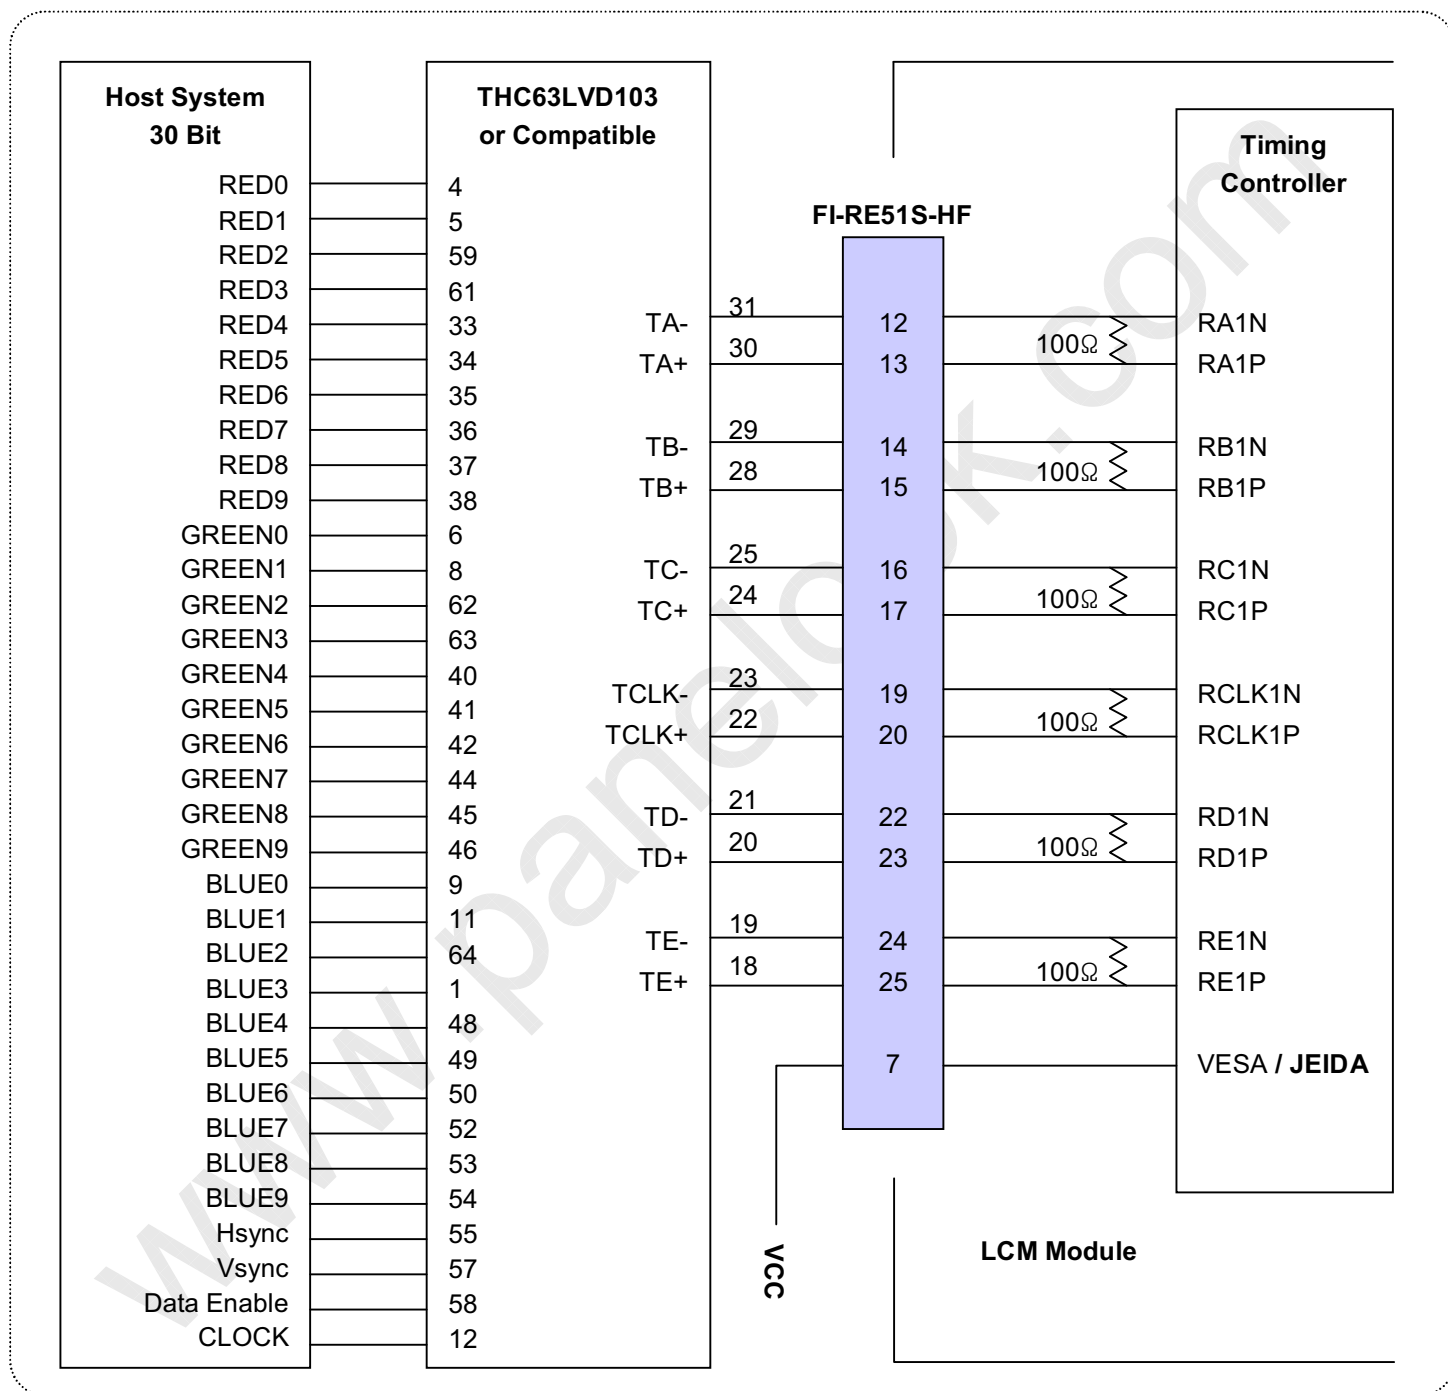 Host System
30 Bit
THC63LVD103
or Compatible
Timing
Controller
FI-RE51S-HF
RED0 4
RED1 5
RED2 59
RED3 61
RED4 33
RED5 34
RED6 35
RED7 36
RED8 37
RED9 38
GREEN0 6
GREEN1 8
GREEN2 62
GREEN3 63
GREEN4 40
GREEN5 41
GREEN6 42
GREEN7 44
GREEN8 45
GREEN9 46
BLUE0 9
BLUE1 11
BLUE2 64
BLUE3 1
BLUE4 48
BLUE5 49
BLUE6 50
BLUE7 52
BLUE8 53
BLUE9 54
Hsync 55
Vsync 57
Data Enable 58
CLOCK 12
TA- 31 12 RA1N
100Ω
TA+ 30 13 RA1P
TB- 29 14 RB1N
100Ω
TB+ 28 15 RB1P
TC- 25 16 RC1N
100Ω
TC+ 24 17 RC1P
TCLK- 23 19 RCLK1N
100Ω
TCLK+ 22 20 RCLK1P
TD- 21 22 RD1N
100Ω
TD+ 20 23 RD1P
TE- 19 24 RE1N
100Ω
TE+ 18 25 RE1P
7 VESA / JEIDA
VCC
LCM Module
www.panelook.com